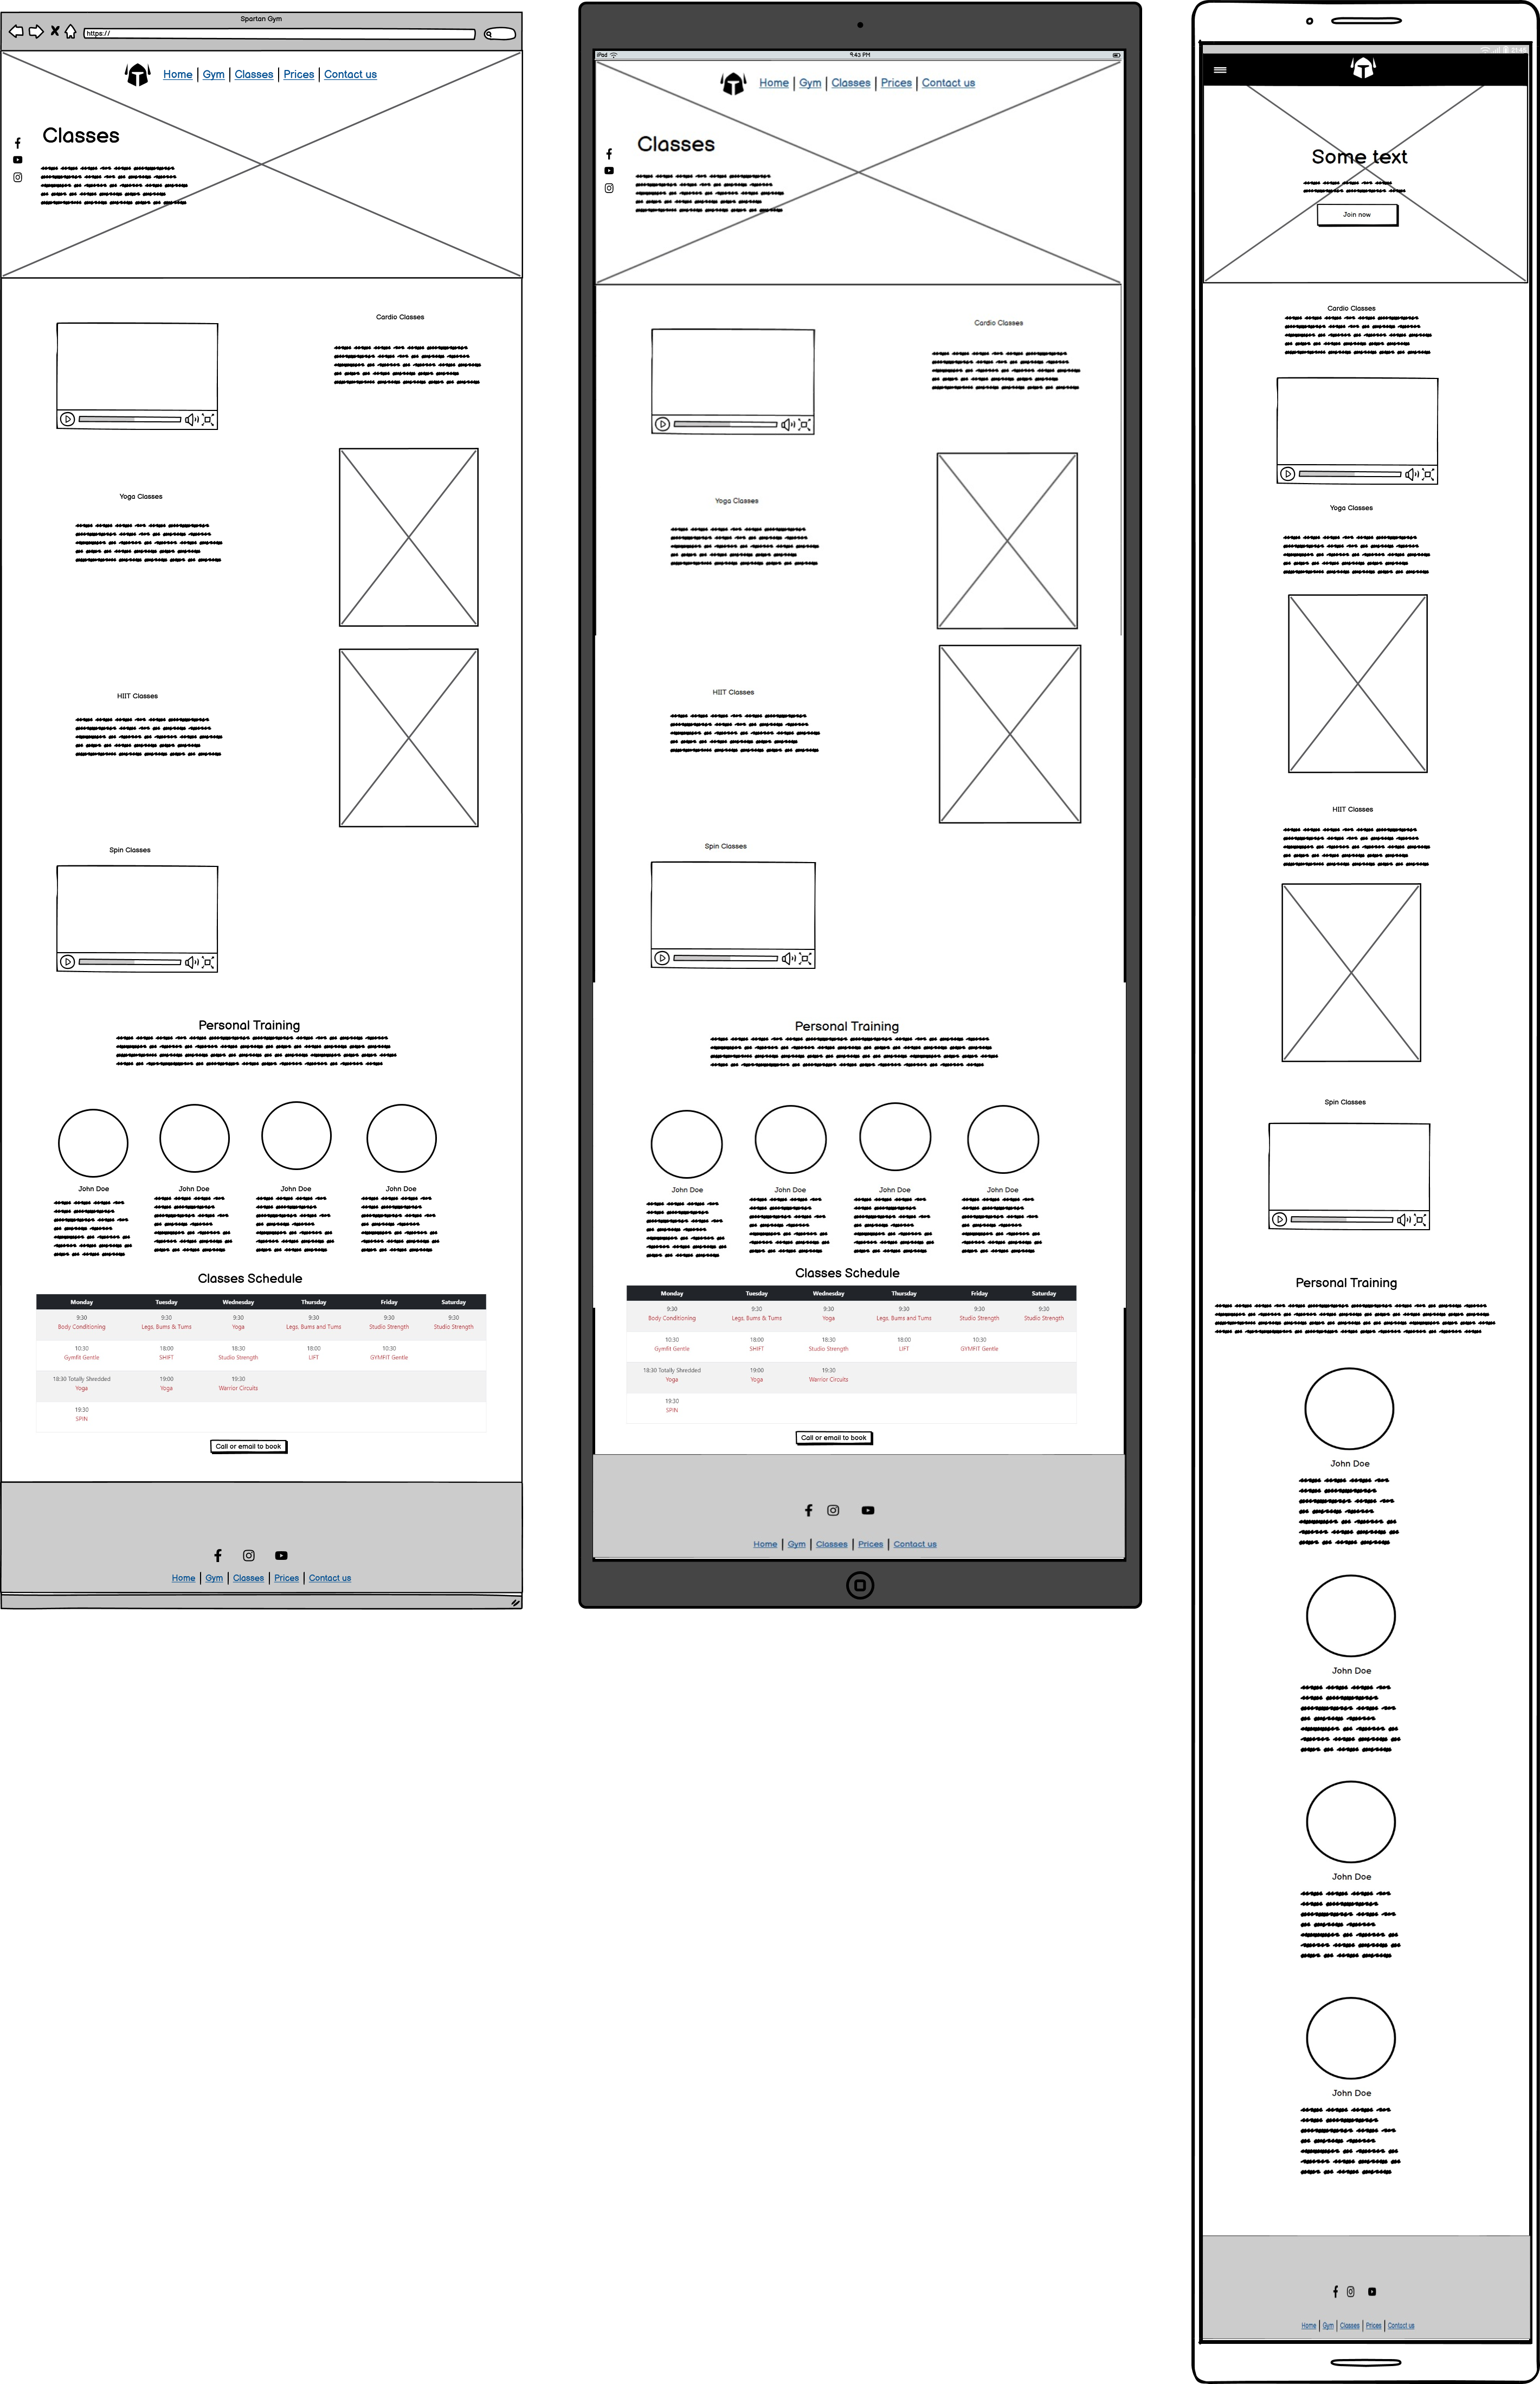 Spartan Gym
https://
Home Gym Classes Prices Contact us
Classes
Cardio Classes
Yoga Classes
HIIT Classes
Spin Classes
Personal Training
John Doe John Doe John Doe John Doe
Classes Schedule
Monday Tuesday Wednesday Thursday Friday Saturday
9:30 9:30 9:30 9:30 9:30 9:30
Body Conditioning Legs, Bums & Tums Yoga Legs, Bums and Tums Studio Strength Studio Strength
10:30 18:00 18:30 18:00 10:30
Gymfit Gentle SHIFT Studio Strength LIFT GYMFIT Gentle
18:30 Totally Shredded 19:00 19:30
Yoga Yoga Warrior Circuits
19:30
SPIN
Call or email to book
Home Gym Classes Prices Contact us
iPad 9:43 PM
Home Gym Classes Prices Contact us
Classes
Cardio Classes
Yoga Classes
HIIT Classes
Spin Classes
Personal Training
John Doe John Doe John Doe John Doe
Classes Schedule
Monday Tuesday Wednesday Thursday Friday Saturday
9:30 9:30 9:30 9:30 9:30 9:30
Body Conditioning Legs, Bums & Tums Yoga Legs, Bums and Tums Studio Strength Studio Strength
10:30 18:00 18:30 18:00 10:30
Gymfit Gentle SHIFT Studio Strength LIFT GYMFIT Gentle
18:30 Totally Shredded 19:00 19:30
Yoga Yoga Warrior Circuits
19:30
SPIN
Call or email to book
Home Gym Classes Prices Contact us
Some text
Join now
Cardio Classes
Yoga Classes
HIIT Classes
Spin Classes
Personal Training
John Doe
John Doe
John Doe
John Doe
Home Gym Classes Prices Contact us